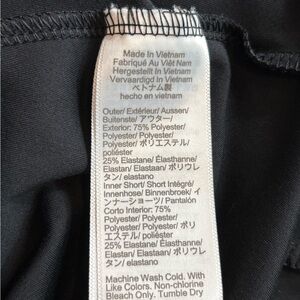 Made In Vietnam
Fabriqué Au Viêt Nam
Hergestellt In Vietnam
Vervaardigd In Vietnam
ベトナム製
hecho en vietnam
Outer/ Extérieur/ Aussen/
Buitenste/ アウター/
Exterior: 75% Polyester/
Polyester/ Polyester/
Polyester/ ポリエステル/
poliéster
25% Elastane/ Élasthanne/
Elastan/ Elastaan/ ポリウレ
タン/ elastano
Inner Short/ Short Intégré/
Innenhose/ Binnenbroek/ イ
ンナーショーツ/ Pantalón
Corto Interior: 75%
Polyester/ Polyester/
Polyester/ Polyester/ ポリ
エステル/ poliéster
25% Elastane/ Élasthanne/
Elastan/ Elastaan/ ポリウレ
タン/ elastano
Machine Wash Cold. With
Like Colors. Non-chlorine
Bleach Only. Tumble Dry